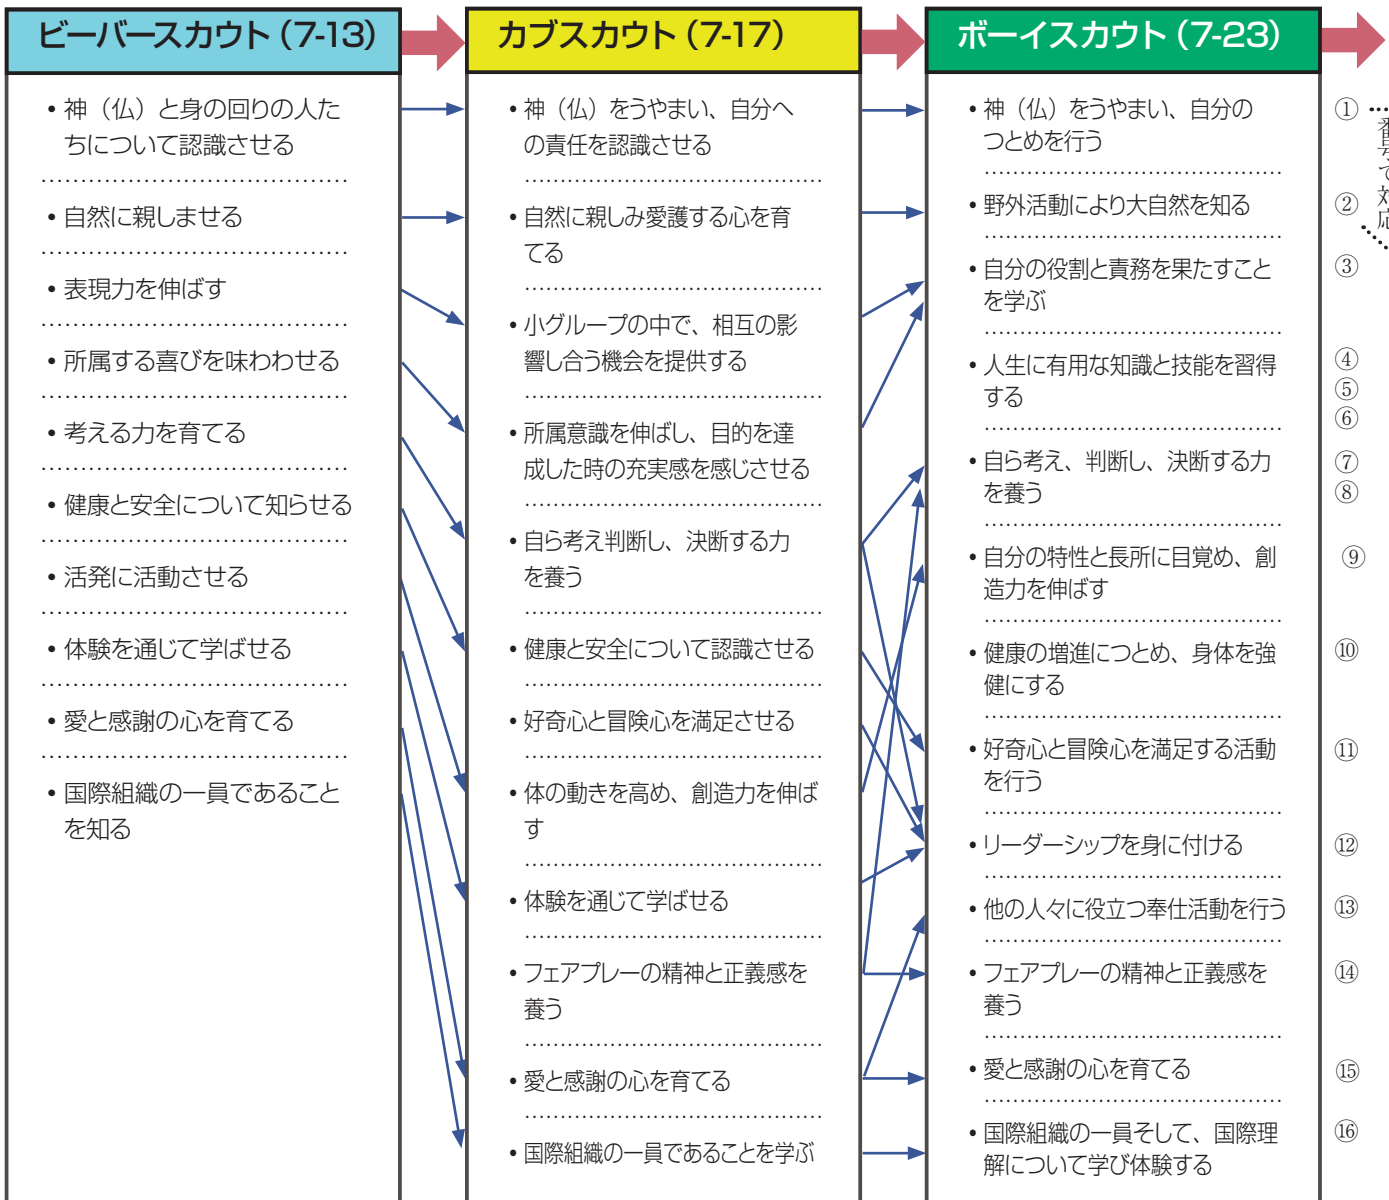 ビーバースカウト（7-13）
・神（仏）と身の回りの人た
ちについて認識させる
・自然に親しませる
・表現力を伸ばす
・所属する喜びを味わわせる
・考える力を育てる
・健康と安全について知らせる
・活発に活動させる
・体験を通じて学ばせる
・愛と感謝の心を育てる
・国際組織の一員であること
を知る
カブスカウト（7-17）
・神（仏）をうやまい、自分へ
の責任を認識させる
・自然に親しみ愛護する心を育
てる
・小グループの中で、相互の影
響し合う機会を提供する
・所属意識を伸ばし、目的を達
成した時の充実感を感じさせる
・自ら考え判断し、決断する力
を養う
・健康と安全について認識させる
・好奇心と冒険心を満足させる
・体の動きを高め、創造力を伸ば
す
・体験を通じて学ばせる
・フェアプレーの精神と正義感を
養う
・愛と感謝の心を育てる
・国際組織の一員であることを学ぶ
ボーイスカウト（7-23）
・神（仏）をうやまい、自分の
つとめを行う
・野外活動により大自然を知る
・自分の役割と責務を果たすこと
を学ぶ
・人生に有用な知識と技能を習得
する
・自ら考え、判断し、決断する力
を養う
・自分の特性と長所に目覚め、創
造力を伸ばす
・健康の増進につとめ、身体を強
健にする
・好奇心と冒険心を満足する活動
を行う
・リーダーシップを身に付ける
・他の人々に役立つ奉仕活動を行う
・フェアプレーの精神と正義感を
養う
・愛と感謝の心を育てる
・国際組織の一員そして、国際理
解について学び体験する
①
②
③
④
⑤
⑥
⑦
⑧
⑨
⑩
⑪
⑫
⑬
⑭
⑮
⑯
番号で対応